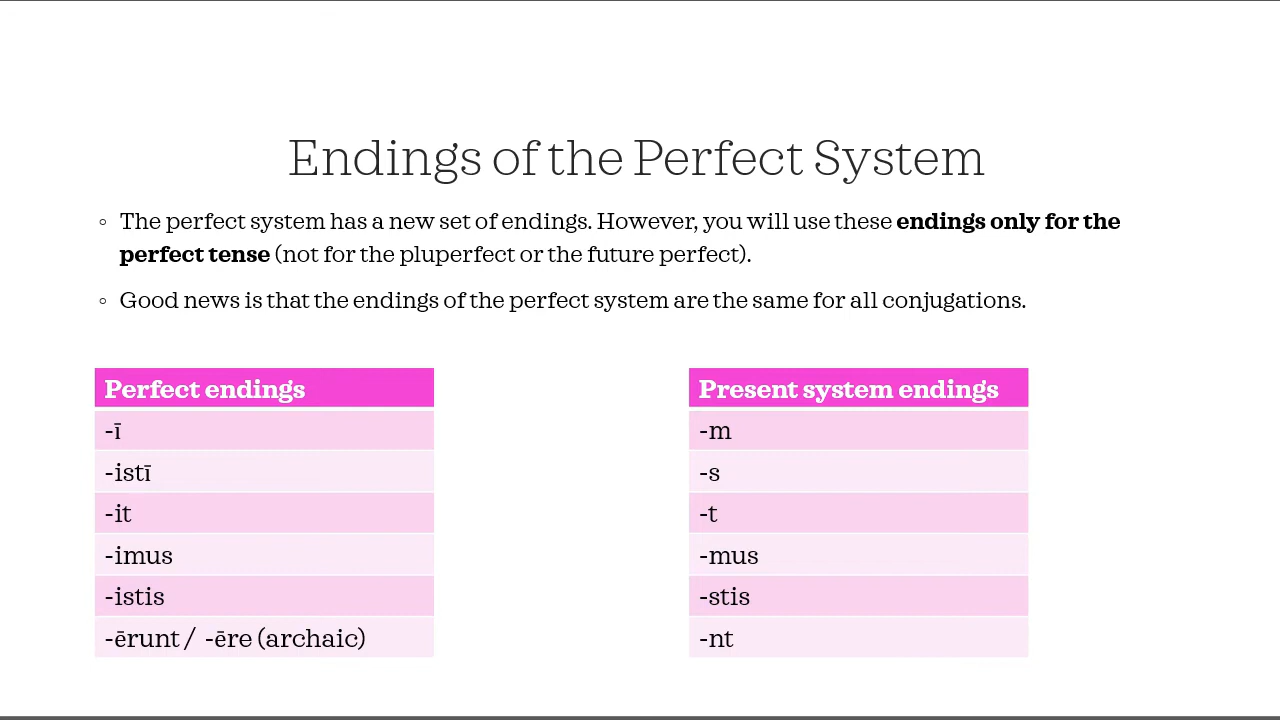 Endings of the Perfect System
◦ The perfect system has a new set of endings. However, you will use these endings only for the
perfect tense (not for the pluperfect or the future perfect).
◦ Good news is that the endings of the perfect system are the same for all conjugations.
Perfect endings
-ī
-istī
-it
-imus
-istis
-ērunt / -ēre (archaic)
Present system endings
-m
-s
-t
-mus
-stis
-nt